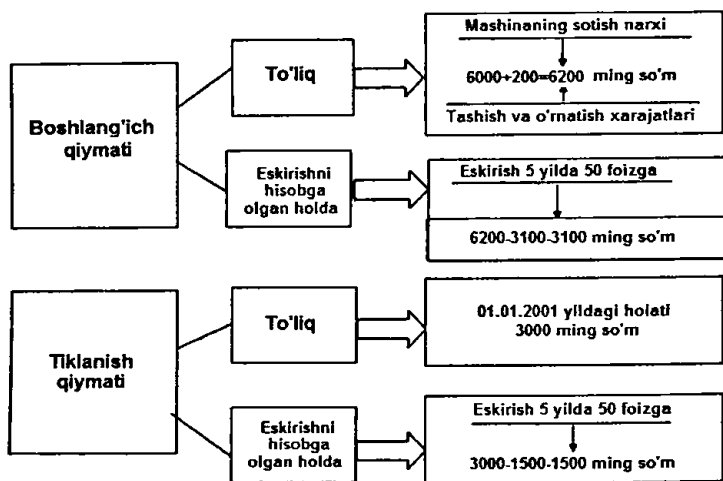 Boshlang'ich
qiymati
To'liq
Mashinaning sotish narxi
6000+200=6200 ming so'm
Tashish va o'rnatish xarajatlari
Eskirishni
hisobga
olgan holda
Eskirish 5 yilda 50 foizga
6200-3100-3100 ming so'm
Tiklanish
qiymati
To'liq
01.01.2001 yildagi holati
3000 ming so'm
Eskirishni
hisobga
olgan holda
Eskirish 5 yilda 50 foizga
3000-1500-1500 ming so'm